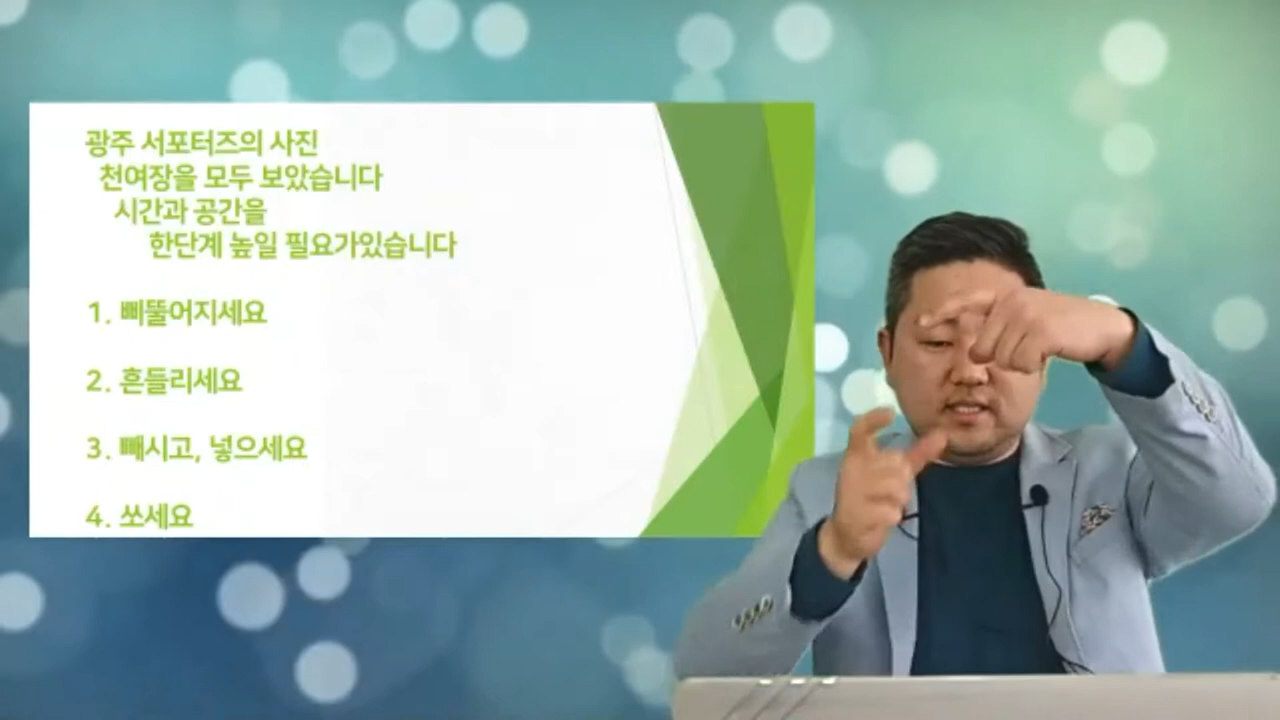 광주 서포터즈의 사진
천여장을 모두 보았습니다
시간과 공간을
한단계 높일 필요가있습니다
1. 삐뚤어지세요
2. 흔들리세요
3. 빼시고, 넣으세요
4. 쏘세요